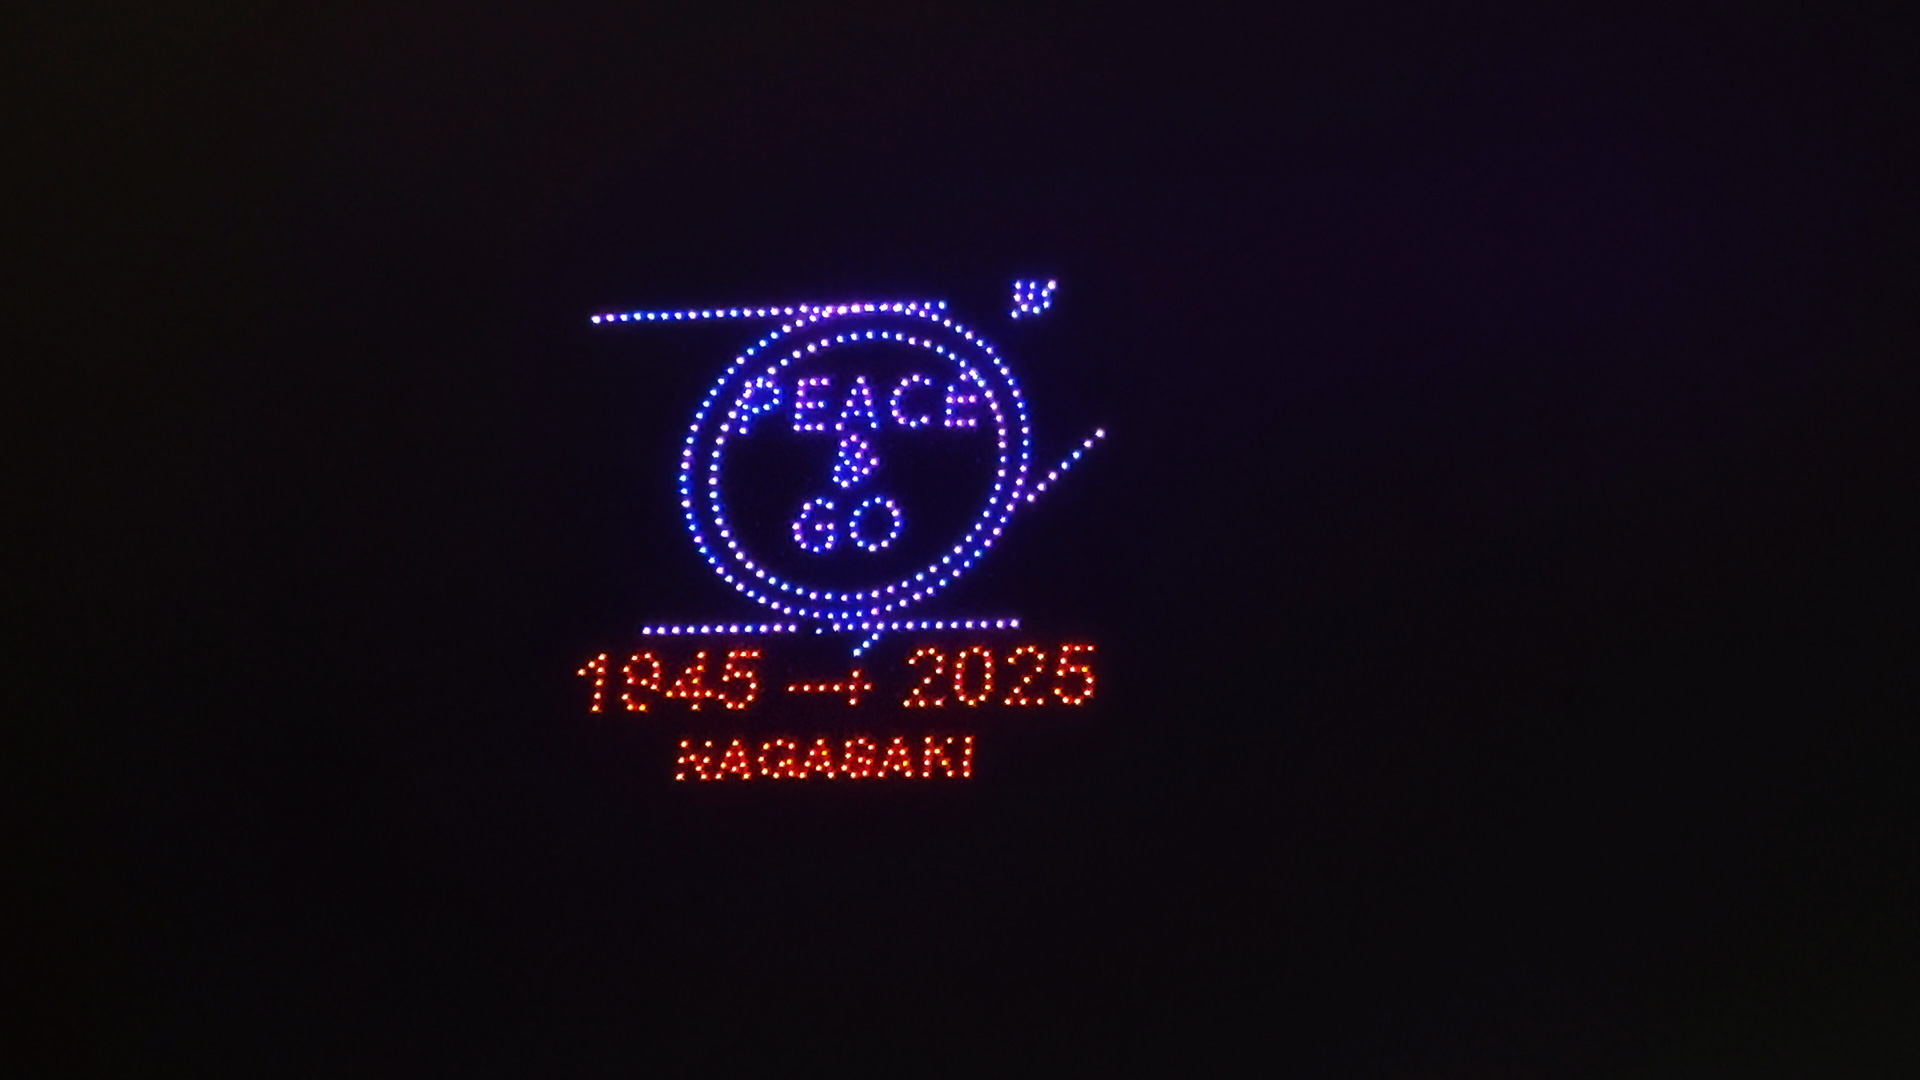 PEACE
&
GO
1945 → 2025
NAGASAKI